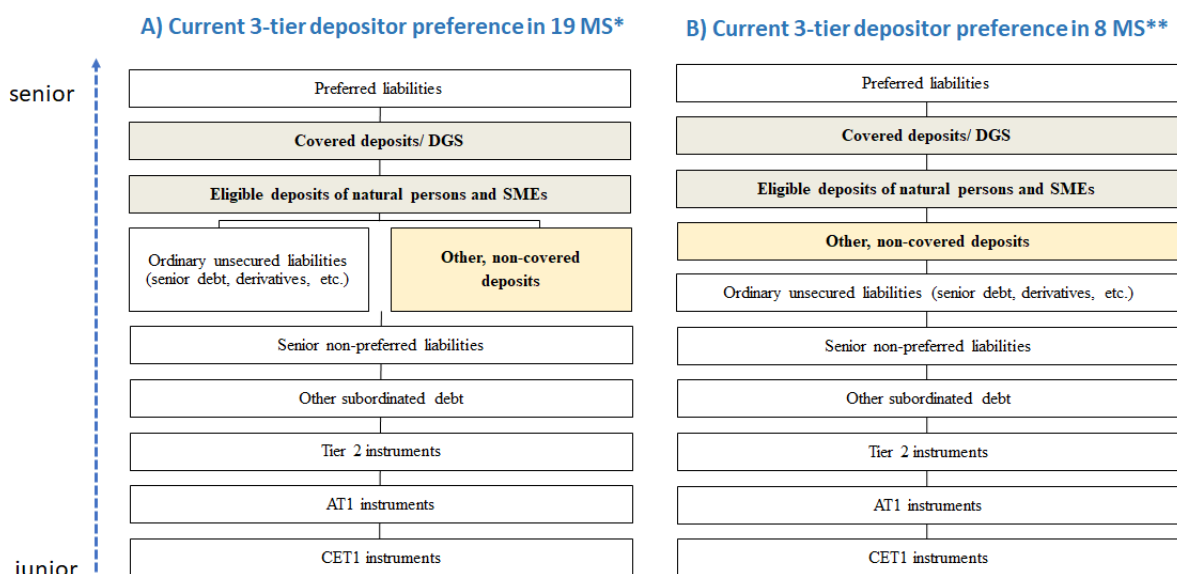 A) Current 3-tier depositor preference in 19 MS*
senior
Preferred liabilities
Covered deposits/ DGS
Eligible deposits of natural persons and SMEs
Ordinary unsecured liabilities
(senior debt, derivatives, etc.)
Other, non-covered
deposits
Senior non-preferred liabilities
Other subordinated debt
Tier 2 instruments
AT1 instruments
CET1 instruments
junior
B) Current 3-tier depositor preference in 8 MS**
Preferred liabilities
Covered deposits/ DGS
Eligible deposits of natural persons and SMEs
Other, non-covered deposits
Ordinary unsecured liabilities (senior debt, derivatives, etc.)
Senior non-preferred liabilities
Other subordinated debt
Tier 2 instruments
AT1 instruments
CET1 instruments